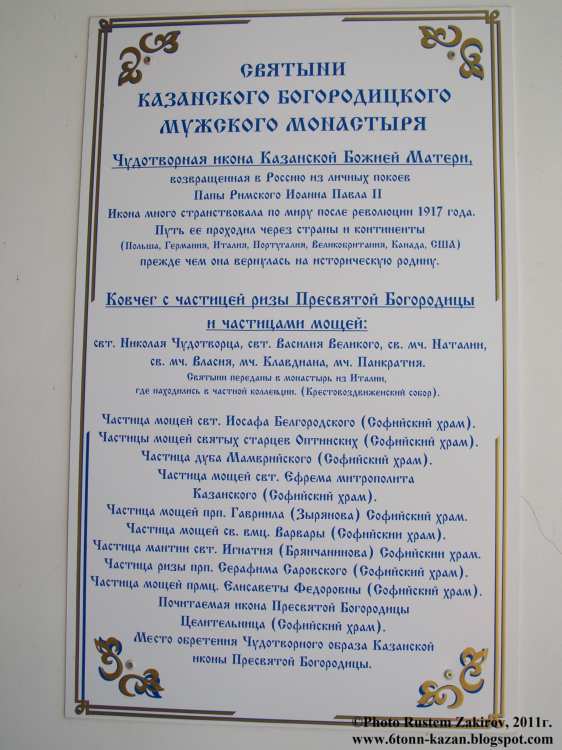 СВЯТЫНИ
КАЗАНСКОГО БОГОРОДИЦКОГО
МУЖСКОГО МОНАСТЫРЯ
Чудотворная икона Казанской Божией Матери,
возвращенная в Россию из личных покоев
Папы Римского Иоанна Павла II
Икона много странствовала по миру после революции 1917 года.
Путь ее проходил через страны и континенты
(Польша, Германия, Италия, Португалия, Великобритания, Канада, США)
прежде чем она вернулась на историческую родину.
Ковчег с частицей ризы Пресвятой Богородицы
и частицами мощей:
свт. Николая Чудотворца, свт. Василия Великого, св. мч. Наталии,
св. мч. Власия, мч. Клавдиана, мч. Панкратия.
Святыни переданы в монастырь из Италии,
где находились в частной коллекции. (Крестовоздвиженский собор).
Частица мощей свт. Иосафа Белгородского (Софийский храм).
Частицы мощей святых старцев Оптинских (Софийский храм).
Частица дуба Мамврийского (Софийский храм).
Частица мощей свт. Ефрема митрополита
Казанского (Софийский храм).
Частица мощей прп. Гавриила (Зырянова) Софийский храм.
Частица мощей св. вмц. Варвары (Софийский храм).
Частица мантии свт. Игнатия (Брянчанинова) Софийский храм.
Частица ризы прп. Серафима Саровского (Софийский храм).
Частица мощей прмц. Елисаветы Федоровны (Софийский храм).
Почитаемая икона Пресвятой Богородицы
Целительница (Софийский храм).
Место обретения Чудотворного образа Казанской
иконы Пресвятой Богородицы.
©Photo Rustem Zakirov, 2011г.
www.6tonn-kazan.blogspot.com